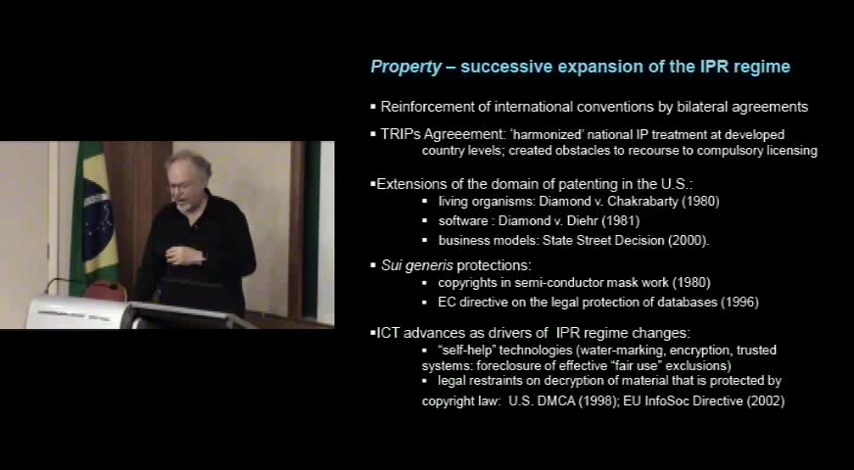 Property – successive expansion of the IPR regime
▪ Reinforcement of international conventions by bilateral agreements
▪ TRIPs Agreeement: ‘harmonized’ national IP treatment at developed
country levels; created obstacles to recourse to compulsory licensing
▪Extensions of the domain of patenting in the U.S.:
▪ living organisms: Diamond v. Chakrabarty (1980)
▪ software : Diamond v. Diehr (1981)
▪ business models: State Street Decision (2000).
▪ Sui generis protections:
▪ copyrights in semi-conductor mask work (1980)
▪ EC directive on the legal protection of databases (1996)
▪ICT advances as drivers of IPR regime changes:
▪ “self-help” technologies (water-marking, encryption, trusted
systems: foreclosure of effective “fair use” exclusions)
▪ legal restraints on decryption of material that is protected by
copyright law: U.S. DMCA (1998); EU InfoSoc Directive (2002)